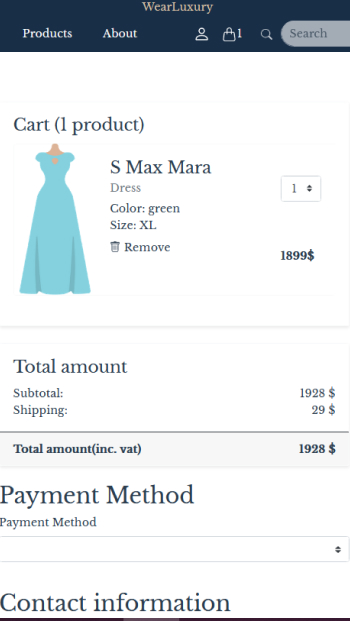 WearLuxury
Products About 1 Search
Cart (1 product)
S Max Mara
Dress
1
Color: green
Size: XL
Remove
1899$
Total amount
Subtotal: 1928 $
Shipping: 29 $
Total amount(inc. vat) 1928 $
Payment Method
Payment Method
Contact information